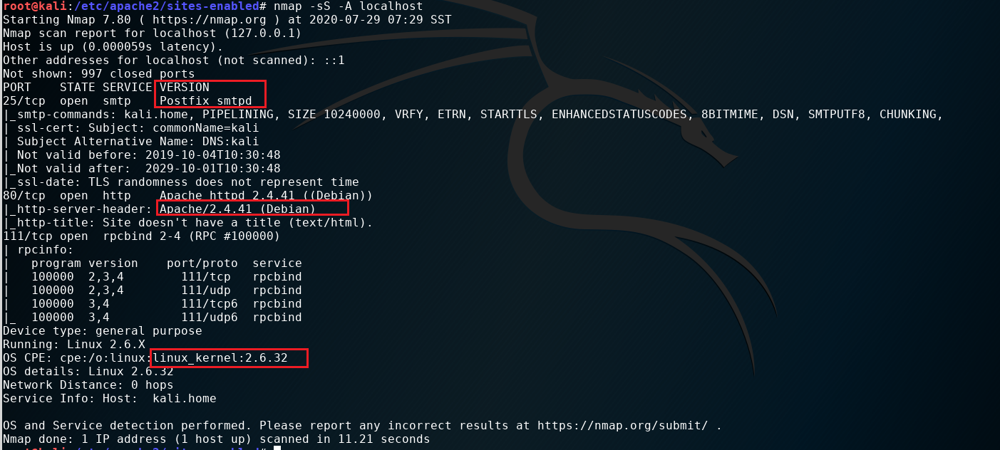 root@kali:/etc/apache2/sites-enabled# nmap -sS -A localhost
Starting Nmap 7.80 ( https://nmap.org ) at 2020-07-29 07:29 SST
Nmap scan report for localhost (127.0.0.1)
Host is up (0.000059s latency).
Other addresses for localhost (not scanned): ::1
Not shown: 997 closed ports
PORT    STATE SERVICE VERSION
25/tcp  open  smtp    Postfix smtpd
|_smtp-commands: kali.home, PIPELINING, SIZE 10240000, VRFY, ETRN, STARTTLS, ENHANCEDSTATUSCODES, 8BITMIME, DSN, SMTPUTF8, CHUNKING,
| ssl-cert: Subject: commonName=kali
| Subject Alternative Name: DNS:kali
| Not valid before: 2019-10-04T10:30:48
|_Not valid after:  2029-10-01T10:30:48
|_ssl-date: TLS randomness does not represent time
80/tcp  open  http    Apache httpd 2.4.41 ((Debian))
|_http-server-header: Apache/2.4.41 (Debian)
|_http-title: Site doesn't have a title (text/html).
111/tcp open  rpcbind 2-4 (RPC #100000)
| rpcinfo:
|   program version    port/proto  service
|   100000  2,3,4        111/tcp   rpcbind
|   100000  2,3,4        111/udp   rpcbind
|   100000  3,4          111/tcp6  rpcbind
|_  100000  3,4          111/udp6  rpcbind
Device type: general purpose
Running: Linux 2.6.X
OS CPE: cpe:/o:linux:linux_kernel:2.6.32
OS details: Linux 2.6.32
Network Distance: 0 hops
Service Info: Host:  kali.home
OS and Service detection performed. Please report any incorrect results at https://nmap.org/submit/ .
Nmap done: 1 IP address (1 host up) scanned in 11.21 seconds
root@kali:/etc/apache2/sites-enabled#